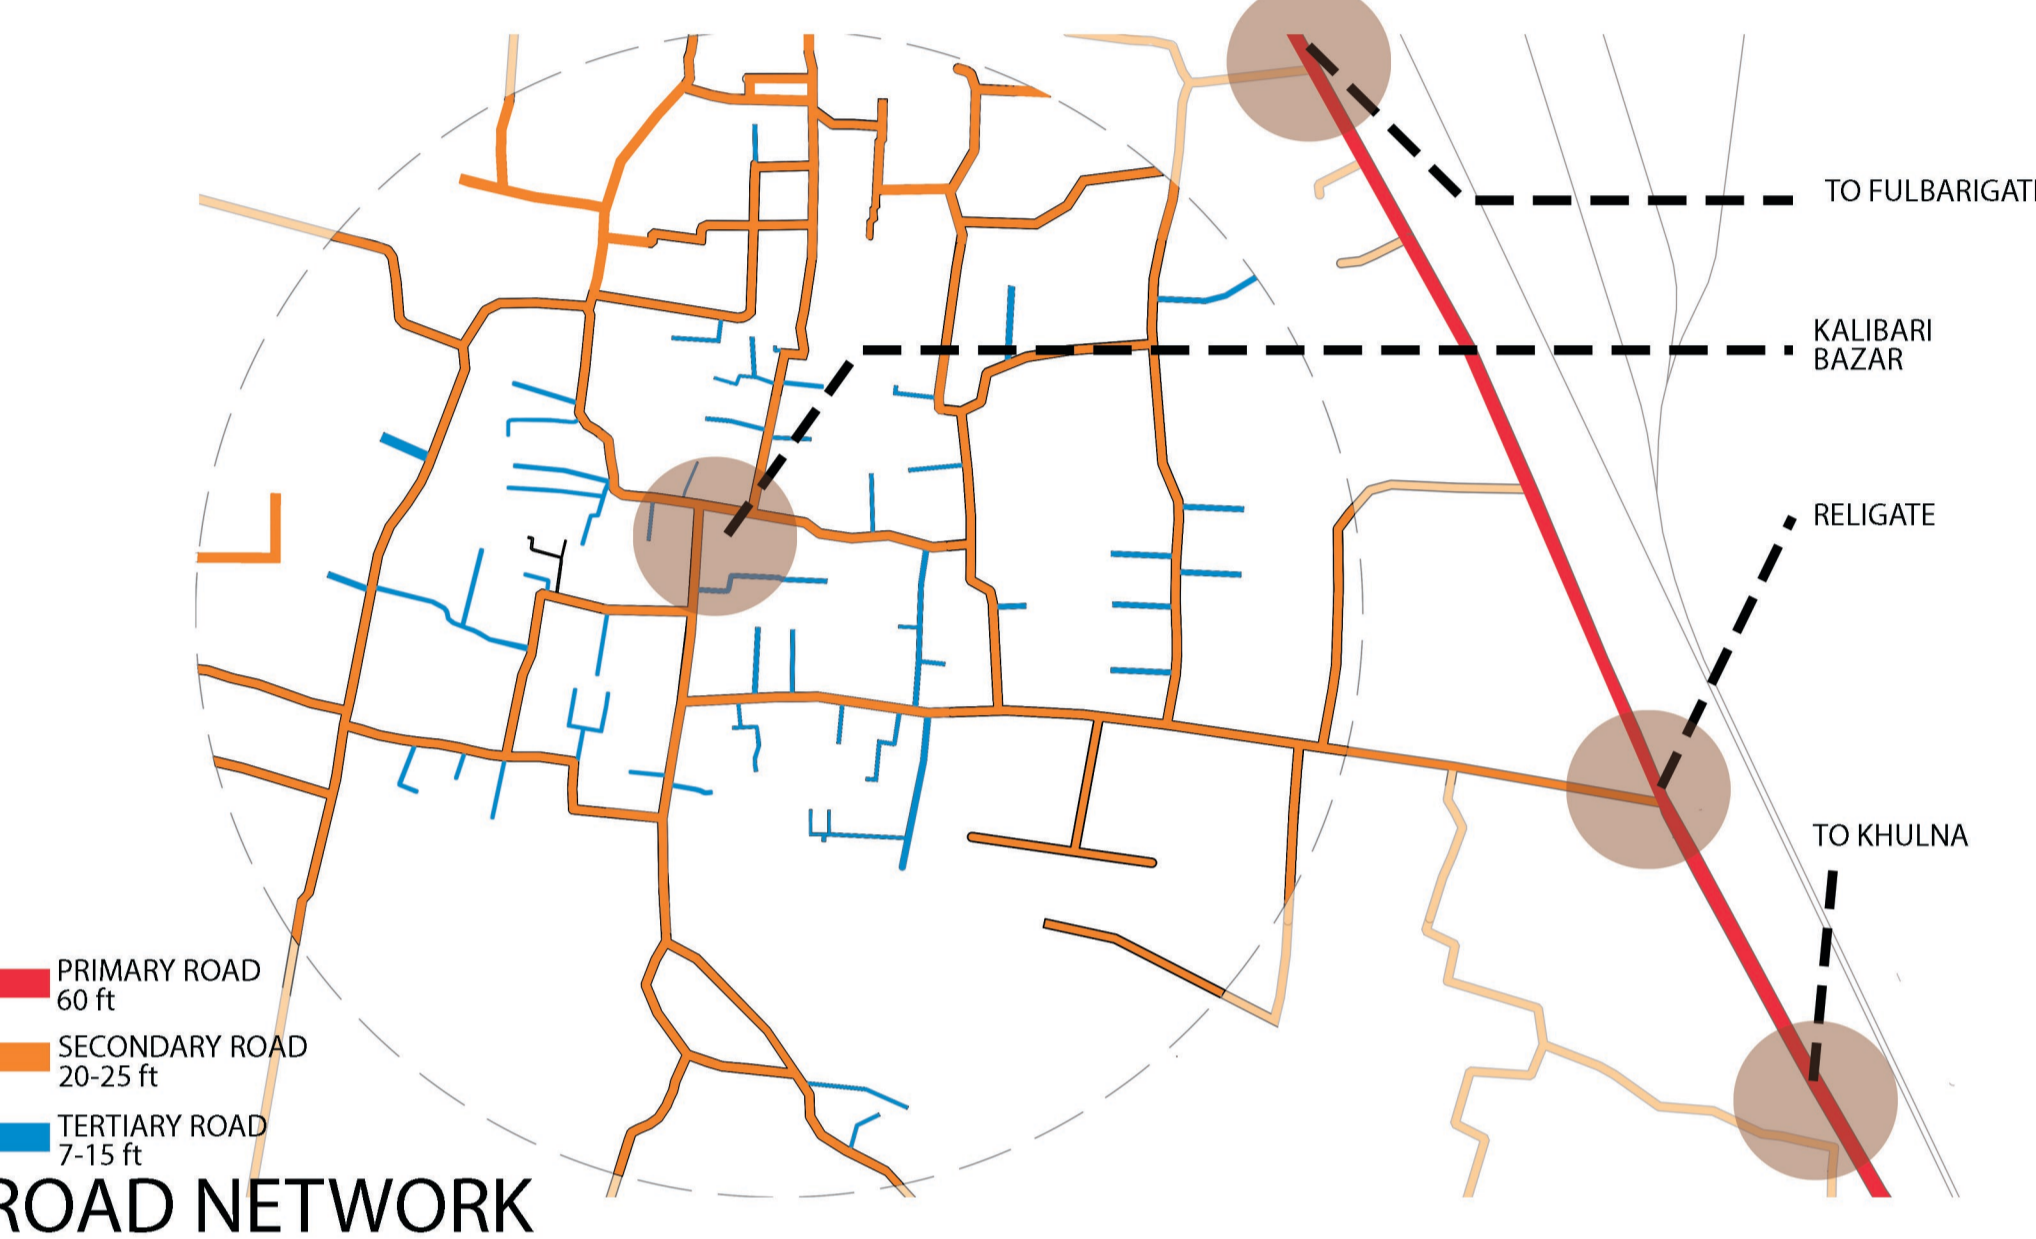 TO FULBARIGATE
KALIBARI
BAZAR
RELIGATE
TO KHULNA
PRIMARY ROAD
60 ft
SECONDARY ROAD
20-25 ft
TERTIARY ROAD
7-15 ft
ROAD NETWORK